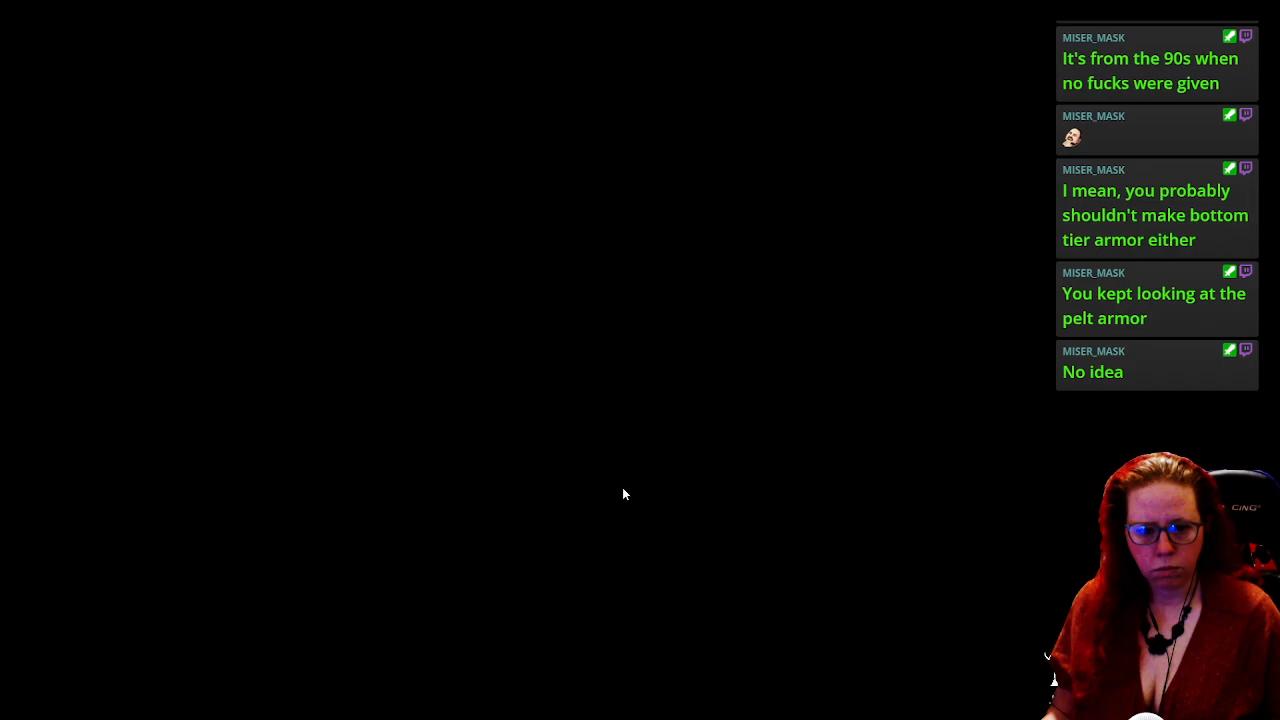 MISER_MASK
It's from the 90s when
no fucks were given
MISER_MASK
MISER_MASK
I mean, you probably
shouldn't make bottom
tier armor either
MISER_MASK
You kept looking at the
pelt armor
MISER_MASK
No idea
CING